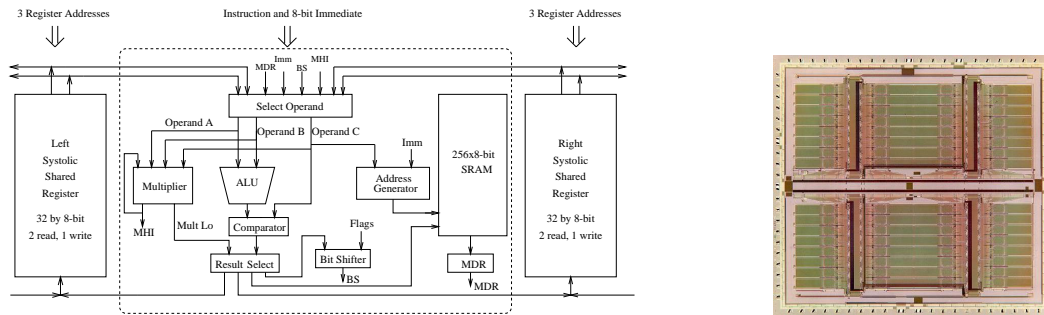 3 Register Addresses
Instruction and 8-bit Immediate
3 Register Addresses
MDR
Imm
BS
MHI
Select Operand
Operand A
Operand B
Operand C
Left
Systolic
Shared
Register
32 by 8-bit
2 read, 1 write
Multiplier
ALU
Imm
Address
Generator
256x8-bit
SRAM
Right
Systolic
Shared
Register
32 by 8-bit
2 read, 1 write
MHI
Mult Lo
Comparator
Flags
Result Select
Bit Shifter
MDR
BS
MDR